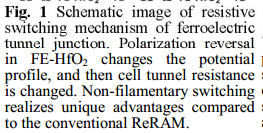 Fig. 1 Schematic image of resistive
switching mechanism of ferroelectric
tunnel junction. Polarization reversal
in FE-HfO2 changes the potential
profile, and then cell tunnel resistance
is changed. Non-filamentary switching
realizes unique advantages compared
to the conventional ReRAM.